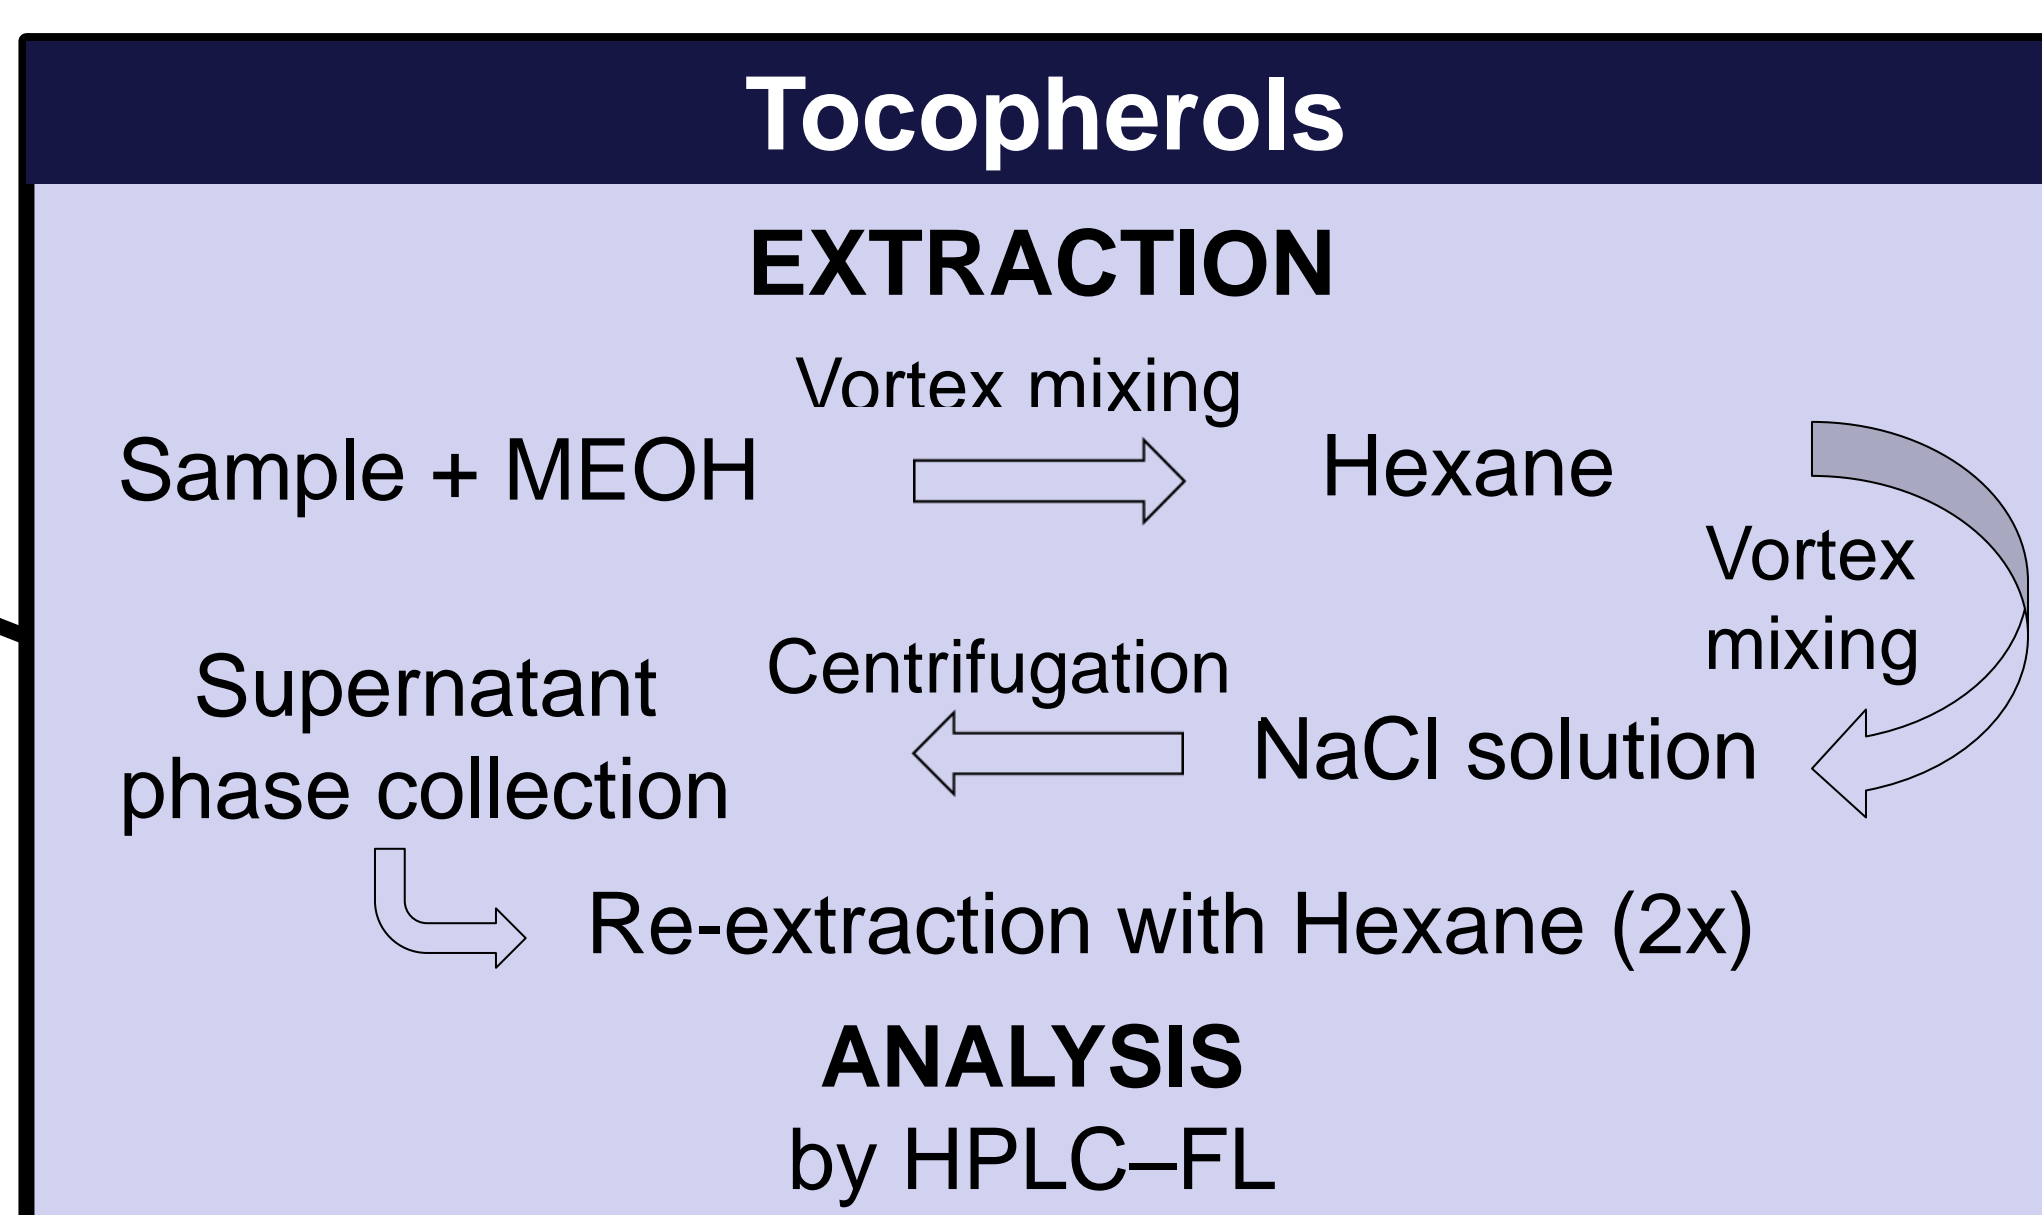 Tocopherols
EXTRACTION
Vortex mixing
Sample + MEOH
Hexane
Vortex
mixing
NaCl solution
Centrifugation
Supernatant
phase collection
Re-extraction with Hexane (2x)
ANALYSIS
by HPLC–FL